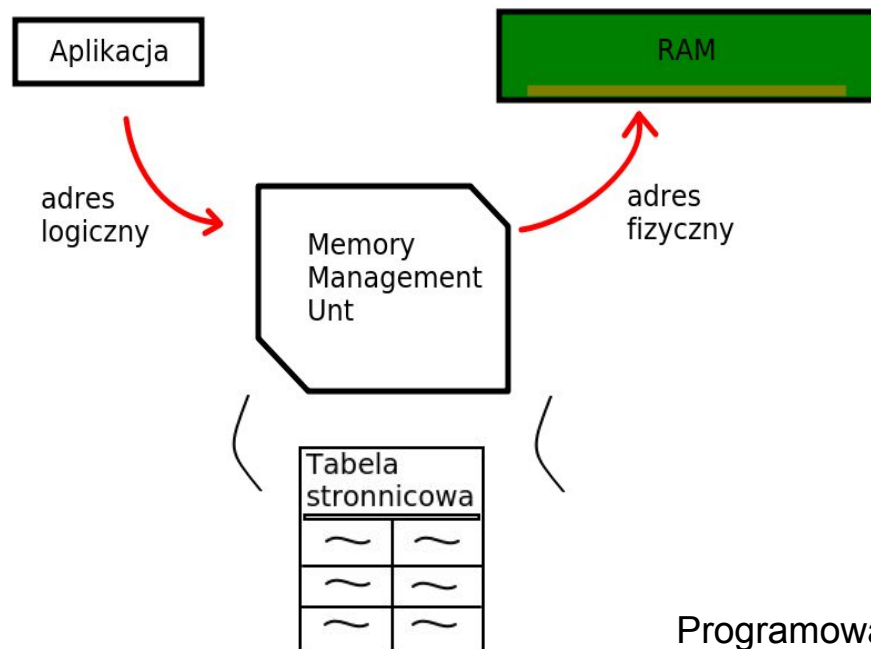 Aplikacja
RAM
adres
logiczny
adres
fizyczny
Memory
Management
Unt
Tabela
stronnicowa